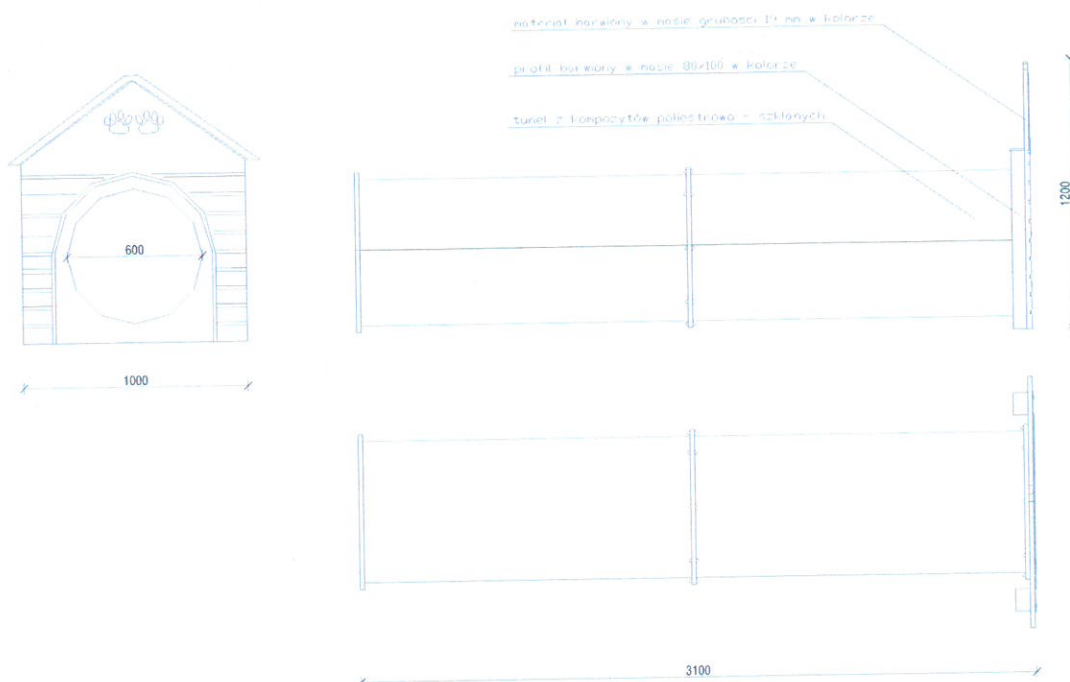 materiał barwiony w masie grubości 19 mm w kolorze
profil barwiony w masie 80x100 w kolorze
tunel z kompozytów poliestrowo - szklanych
1200
600
1000
3100